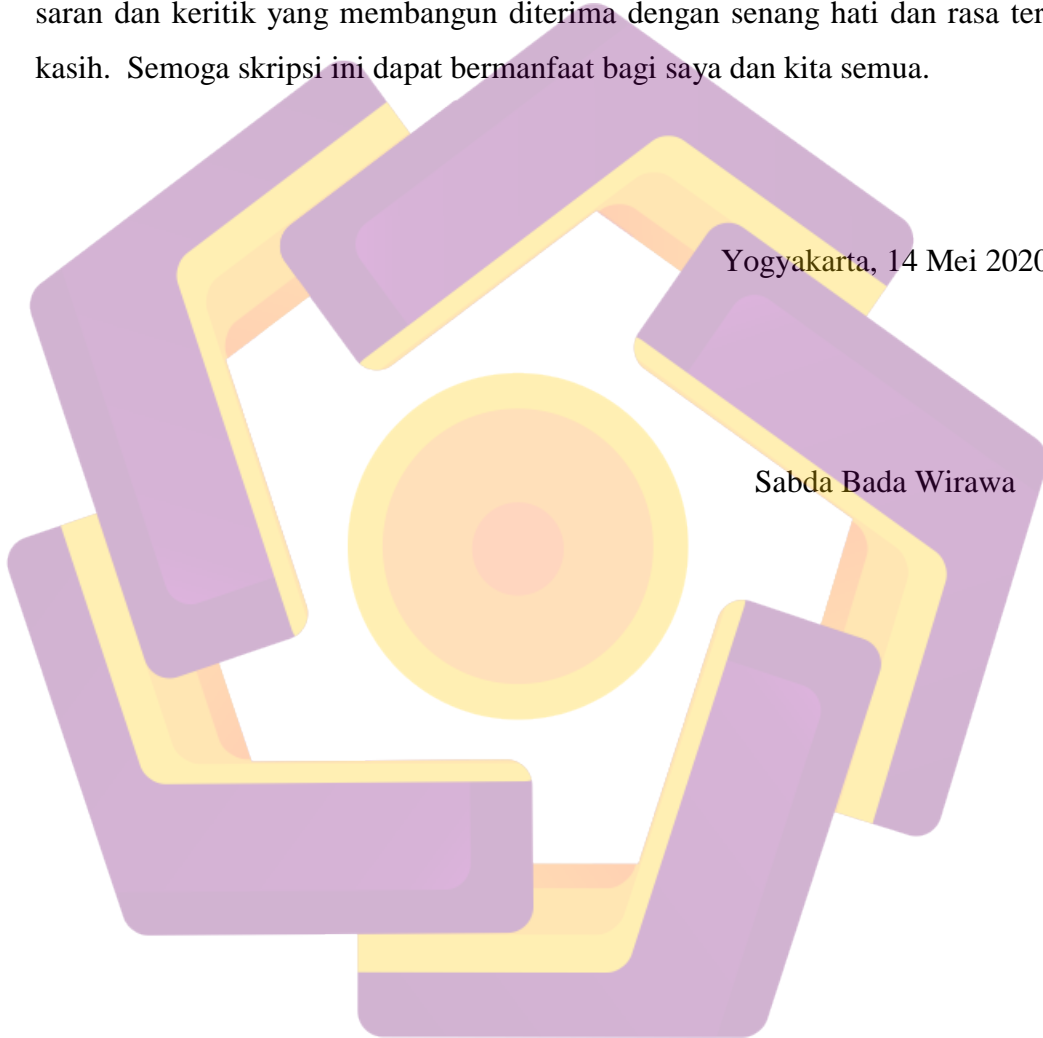 saran dan keritik yang membangun diterima dengan senang hati dan rasa ter
kasih. Semoga skripsi ini dapat bermanfaat bagi saya dan kita semua.
Yogyakarta, 14 Mei 2020
Sabda Bada Wirawa